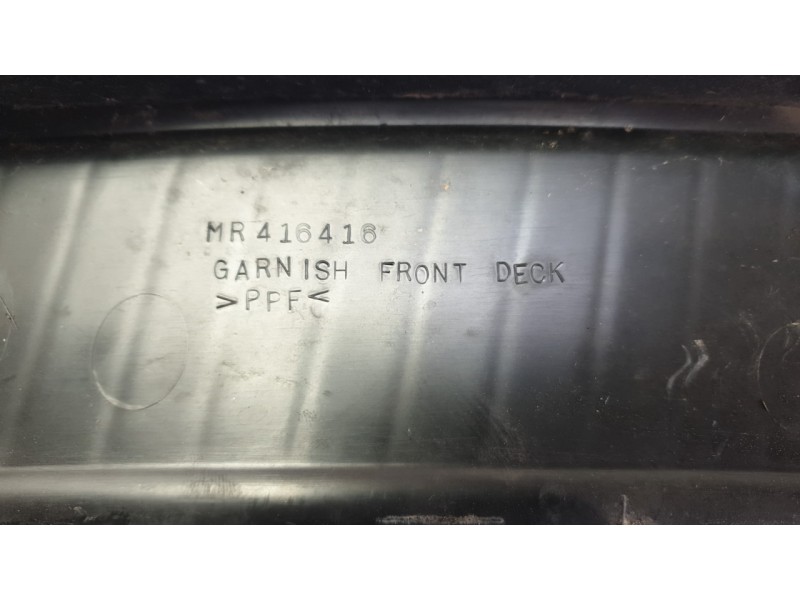 MR416416
GARNISH FRONT DECK
>PPF<